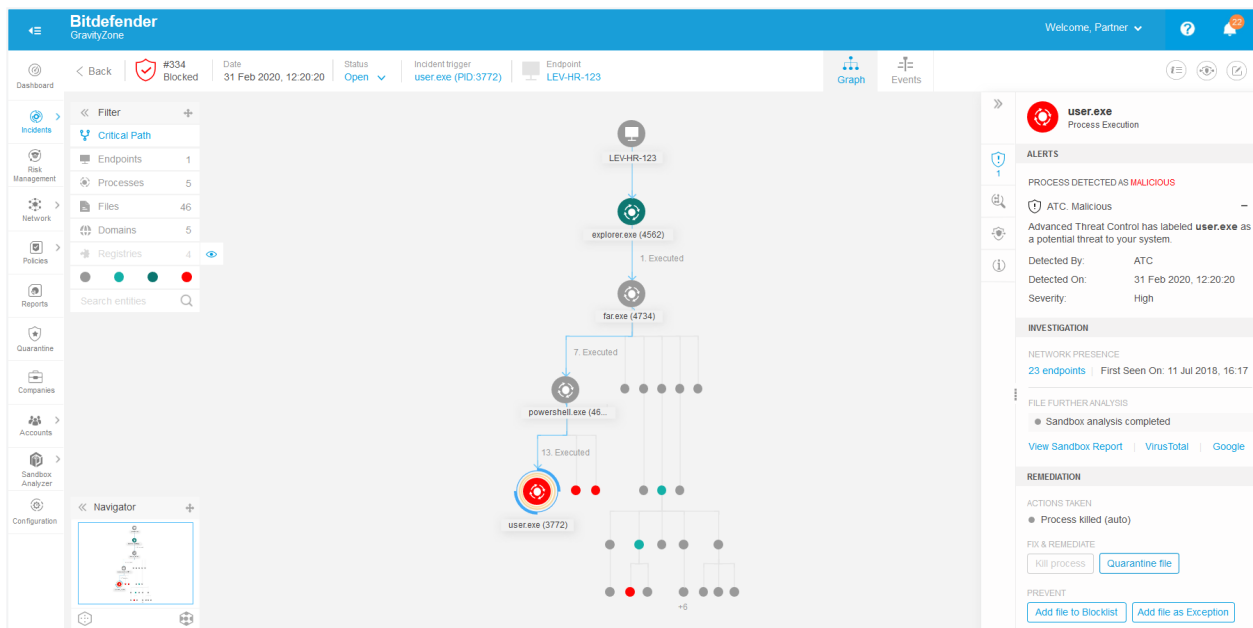 Bitdefender
GravityZone
Welcome, Partner
22
Dashboard
Incidents
Risk
Management
Network
Policies
Reports
Quarantine
Companies
Accounts
Sandbox
Analyzer
Configuration
Back
#334
Blocked
Date
31 Feb 2020, 12:20:20
Status
Open
Incident trigger
user.exe (PID:3772)
Endpoint
LEV-HR-123
Graph
Events
Filter
Critical Path
Endpoints 1
Processes 5
Files 46
Domains 5
Registries 4
Search entities
LEV-HR-123
explorer.exe (4562)
1. Executed
far.exe (4734)
7. Executed
powershell.exe (46...
13. Executed
user.exe (3772)
+6
Navigator
1
user.exe
Process Execution
ALERTS
PROCESS DETECTED AS MALICIOUS
ATC. Malicious
Advanced Threat Control has labeled user.exe as
a potential threat to your system.
Detected By: ATC
Detected On: 31 Feb 2020, 12:20:20
Severity: High
INVESTIGATION
NETWORK PRESENCE
23 endpoints | First Seen On: 11 Jul 2018, 16:17
FILE FURTHER ANALYSIS
Sandbox analysis completed
View Sandbox Report | VirusTotal | Google
REMEDIATION
ACTIONS TAKEN
Process killed (auto)
FIX & REMEDIATE
Kill process Quarantine file
PREVENT
Add file to Blocklist Add file as Exception